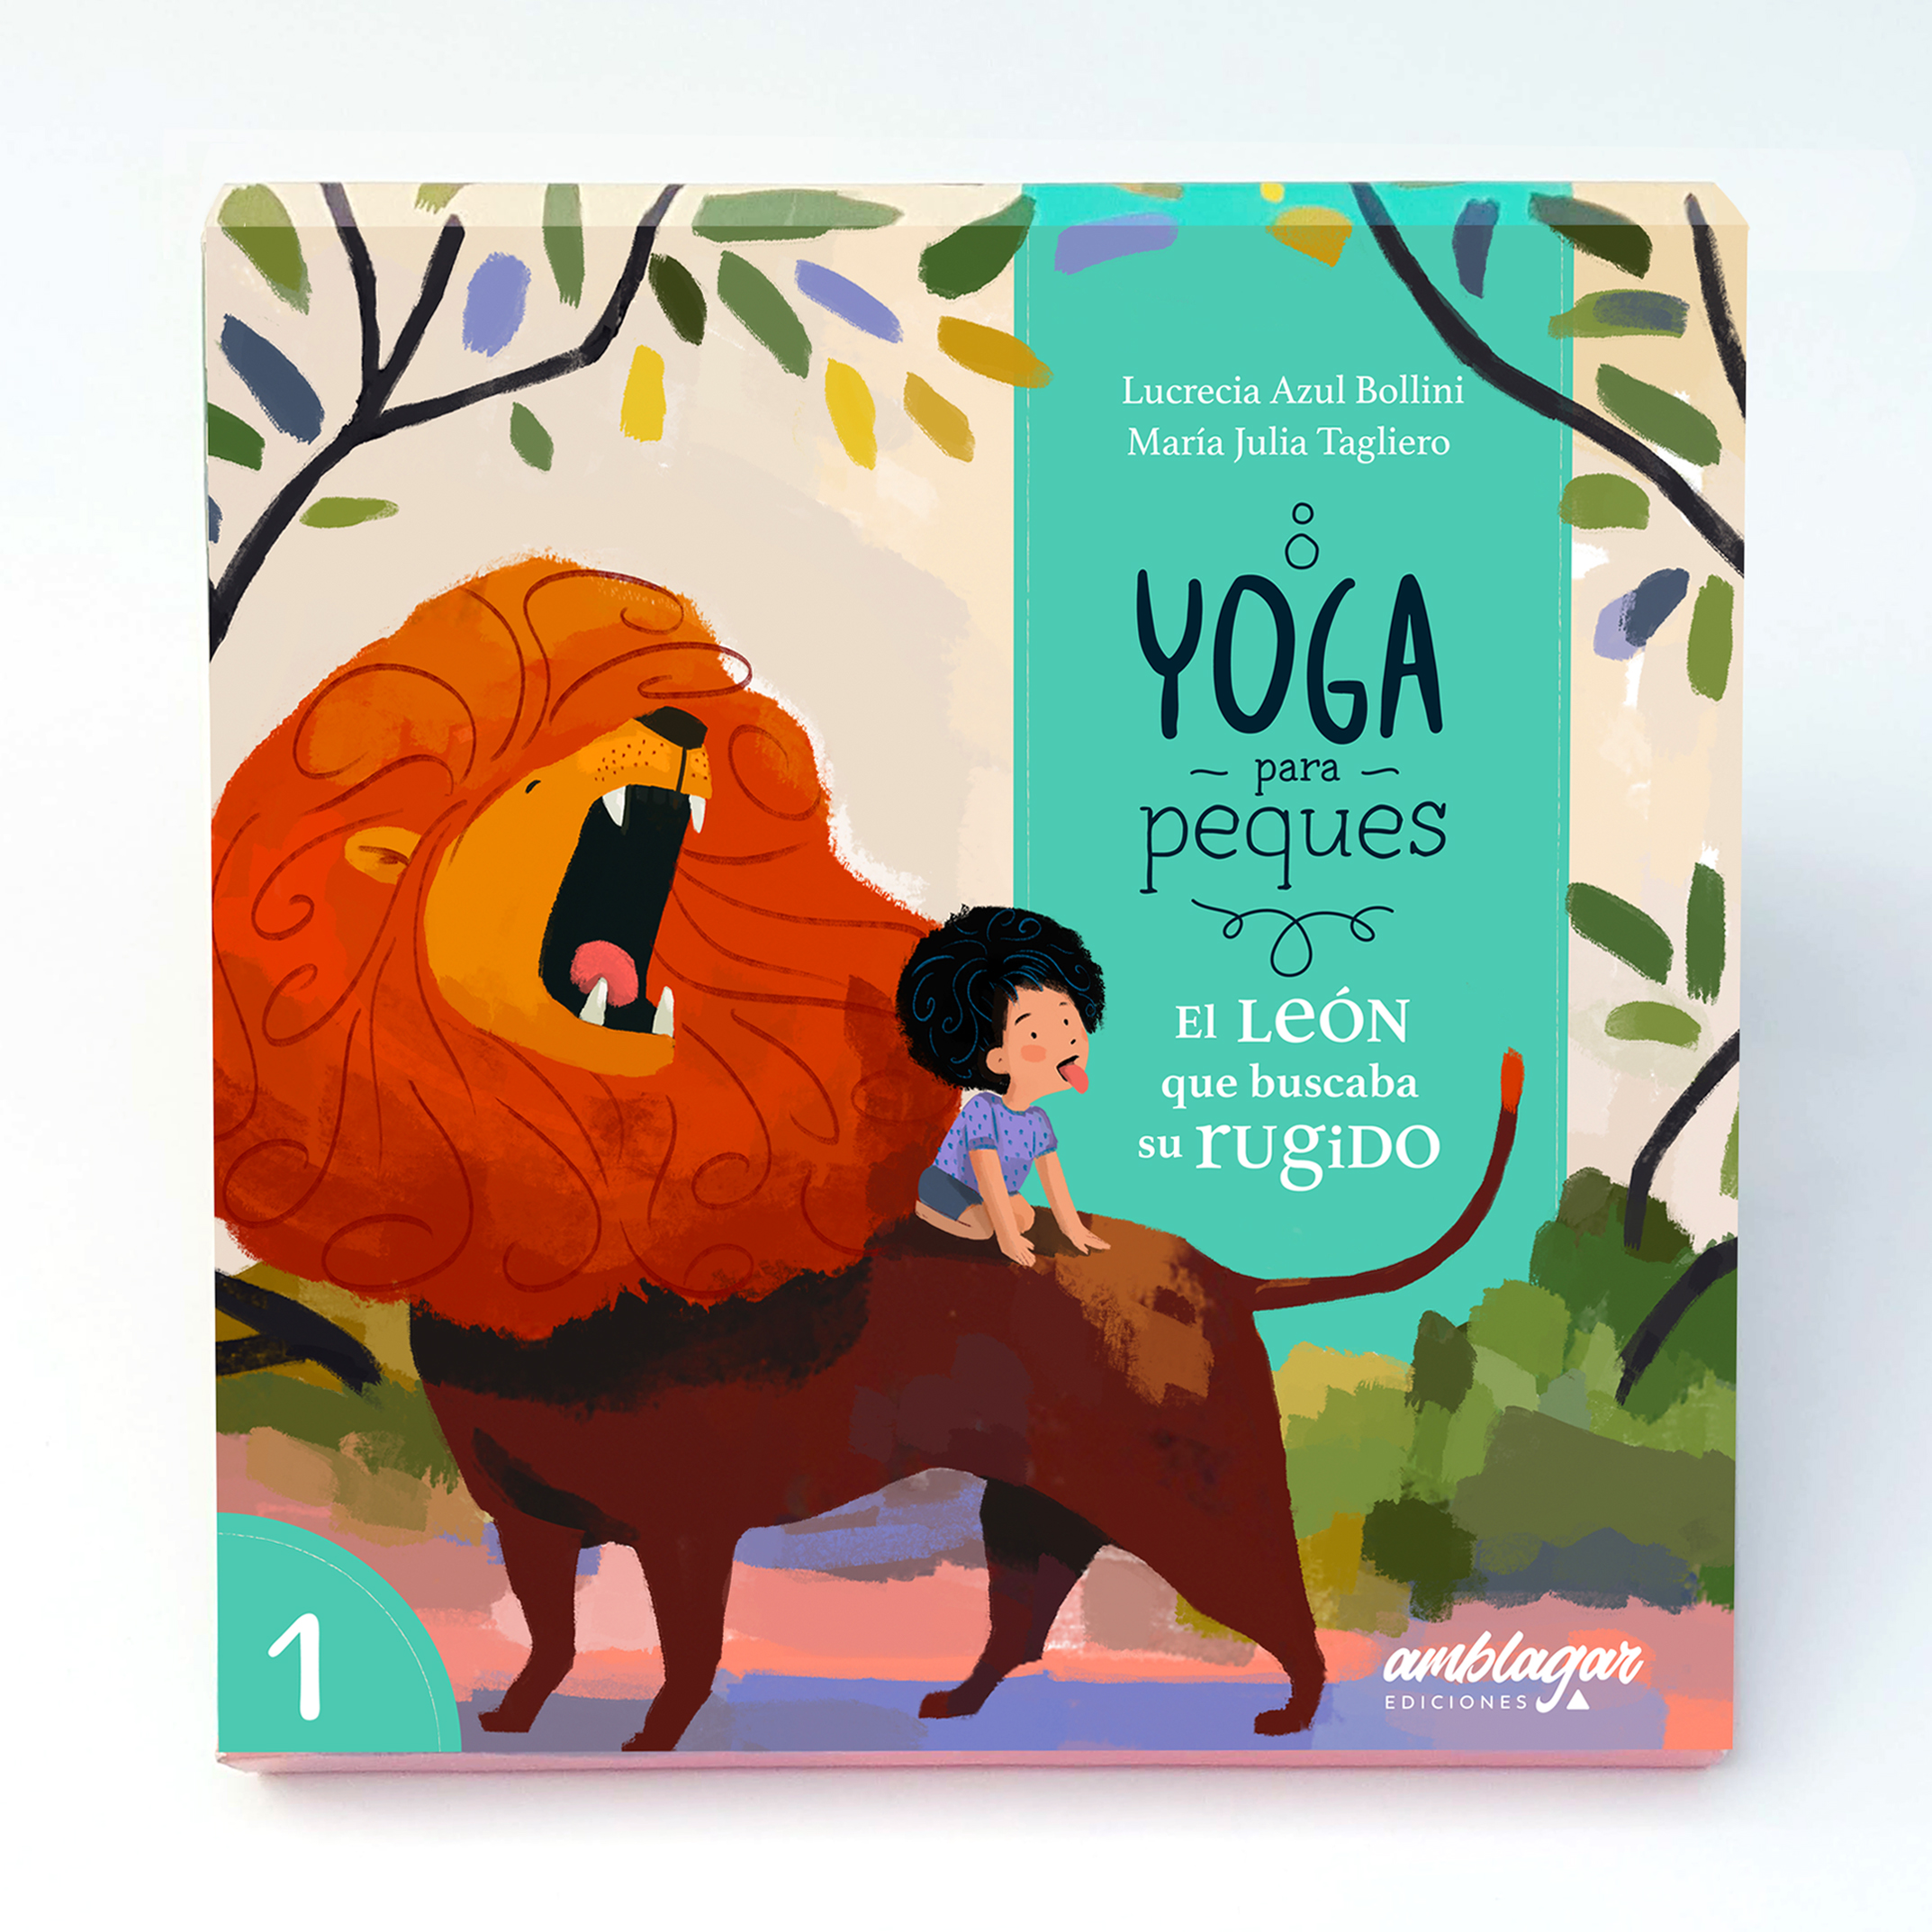 Lucrecia Azul Bollini
María Julia Tagliero
YOGA
para
peques
El LeÓN
que buscaba
su rUgiDO
1
amblagar
EDICIONES